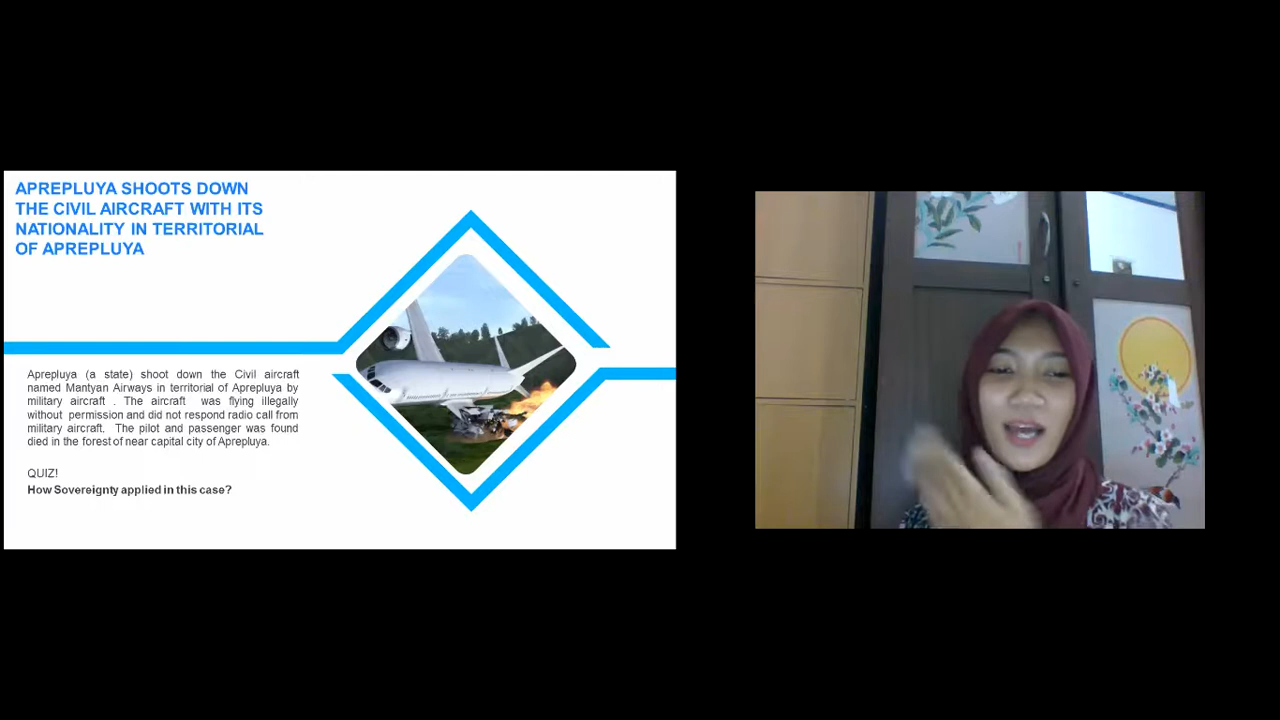 APREPLUYA SHOOTS DOWN
THE CIVIL AIRCRAFT WITH ITS
NATIONALITY IN TERRITORIAL
OF APREPLUYA
Aprepluya (a state) shoot down the Civil aircraft
named Mantyan Airways in territorial of Aprepluya by
military aircraft . The aircraft was flying illegally
without permission and did not respond radio call from
military aircraft. The pilot and passenger was found
died in the forest of near capital city of Aprepluya.
QUIZ!
How Sovereignty applied in this case?